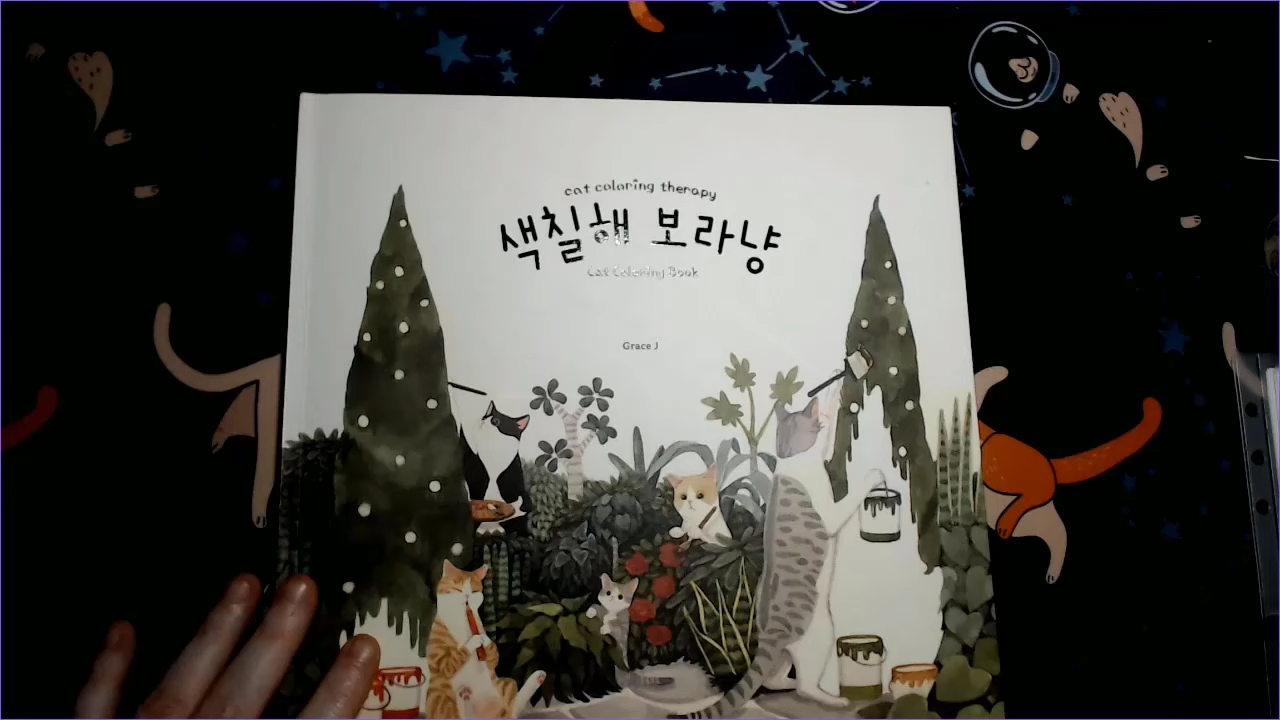 cat coloring therapy
색칠해 보라냥
Cat Coloring Book
Grace J